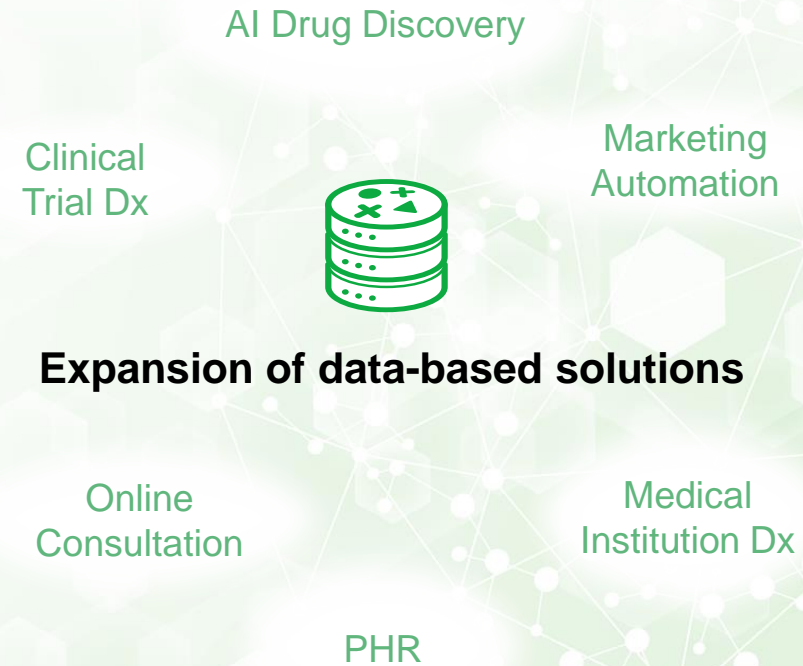 AI Drug Discovery
Clinical
Trial Dx
Marketing
Automation
Expansion of data-based solutions
Online
Consultation
Medical
Institution Dx
PHR